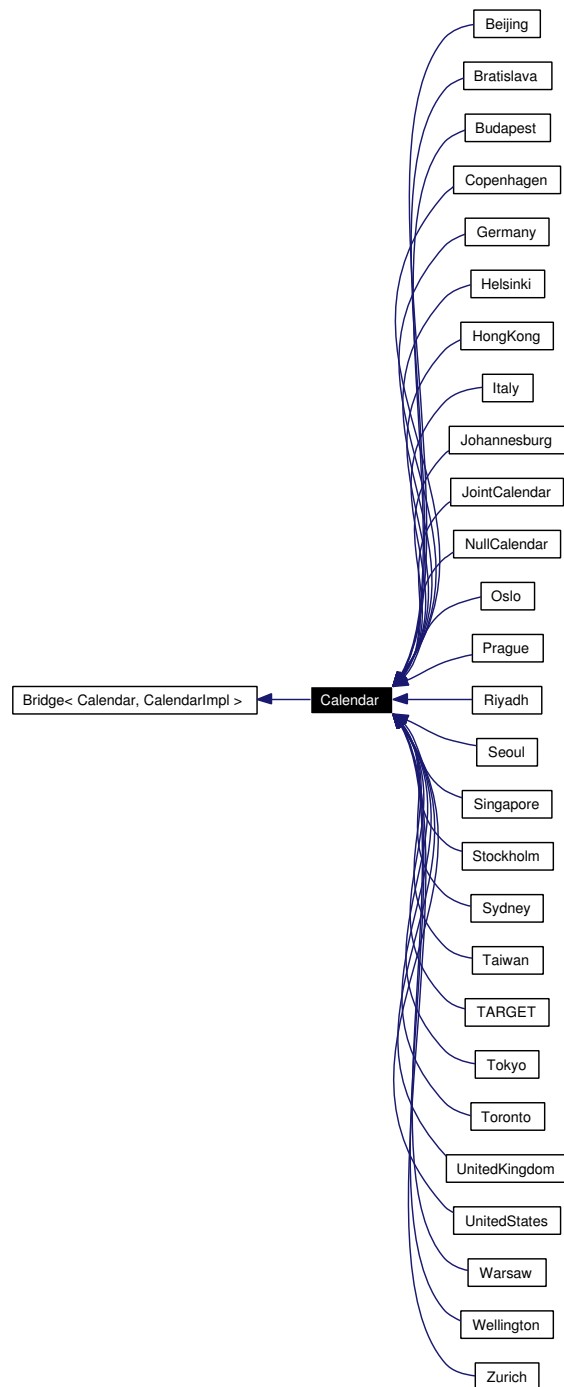 Beijing
Bratislava
Budapest
Copenhagen
Germany
Helsinki
HongKong
Italy
Johannesburg
JointCalendar
NullCalendar
Oslo
Prague
Bridge< Calendar, CalendarImpl >
Calendar
Riyadh
Seoul
Singapore
Stockholm
Sydney
Taiwan
TARGET
Tokyo
Toronto
UnitedKingdom
UnitedStates
Warsaw
Wellington
Zurich